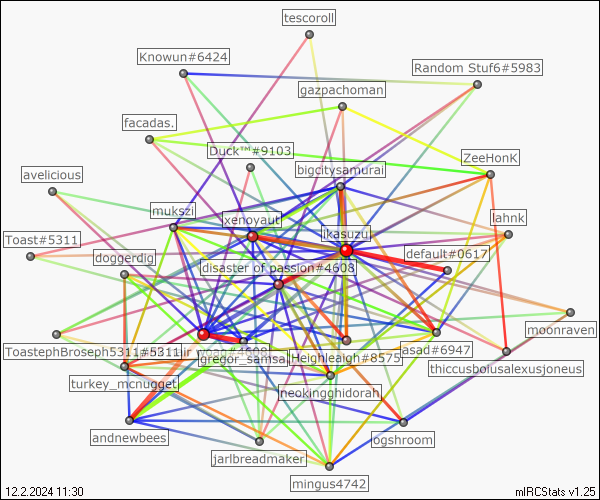 tescoroll
Knowun#6424
Random Stuf6#5983
gazpachoman
facadas.
Duck™#9103
ZeeHonK
bigcitysamurai
avelicious
mukszi
xenoyaut
lahnk
ikasuzu
Toast#5311
default#0617
doggerdig
disaster of passion#4608
moonraven
ToastephBroseph5311#5311
gregor_samsa.
Heighleaigh#8575
asad#6947
thiccusbolusalexusjoneus
turkey_mcnugget
neokingghidorah
andnewbees
ogshroom
jarlbreadmaker
mingus4742
12.2.2024 11:30
mIRCStats v1.25